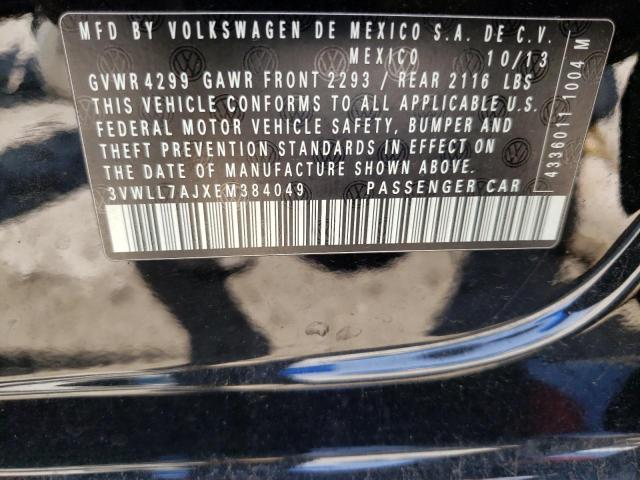 MFD BY VOLKSWAGEN DE MEXICO S.A. DE C.V.
MEXICO 10/13
GVWR 4299 GAWR FRONT 2293 / REAR 2116 LBS
THIS VEHICLE CONFORMS TO ALL APPLICABLE U.S.
FEDERAL MOTOR VEHICLE SAFETY, BUMPER AND
THEFT PREVENTION STANDARDS IN EFFECT ON
THE DATE OF MANUFACTURE SHOWN ABOVE.
3VWLL7AJXEM384049 PASSENGER CAR
4336011 1004 M